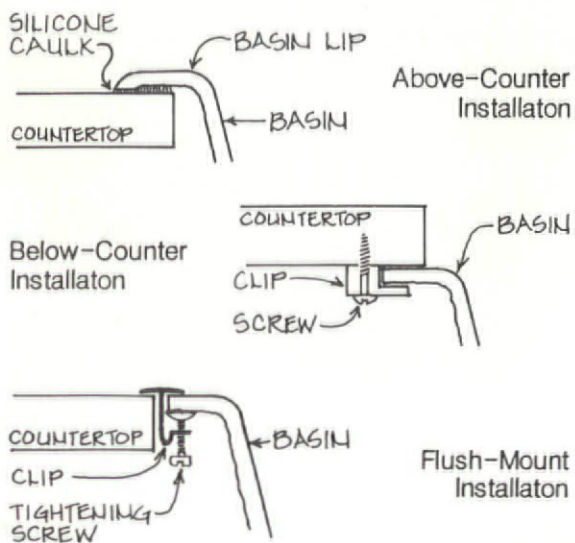 SILICONE
CAULK
BASIN LIP
Above-Counter
Installaton
BASIN
COUNTERTOP
COUNTERTOP
BASIN
Below-Counter
Installaton
CLIP
SCREW
COUNTERTOP
BASIN
CLIP
Flush-Mount
Installaton
TIGHTENING
SCREW